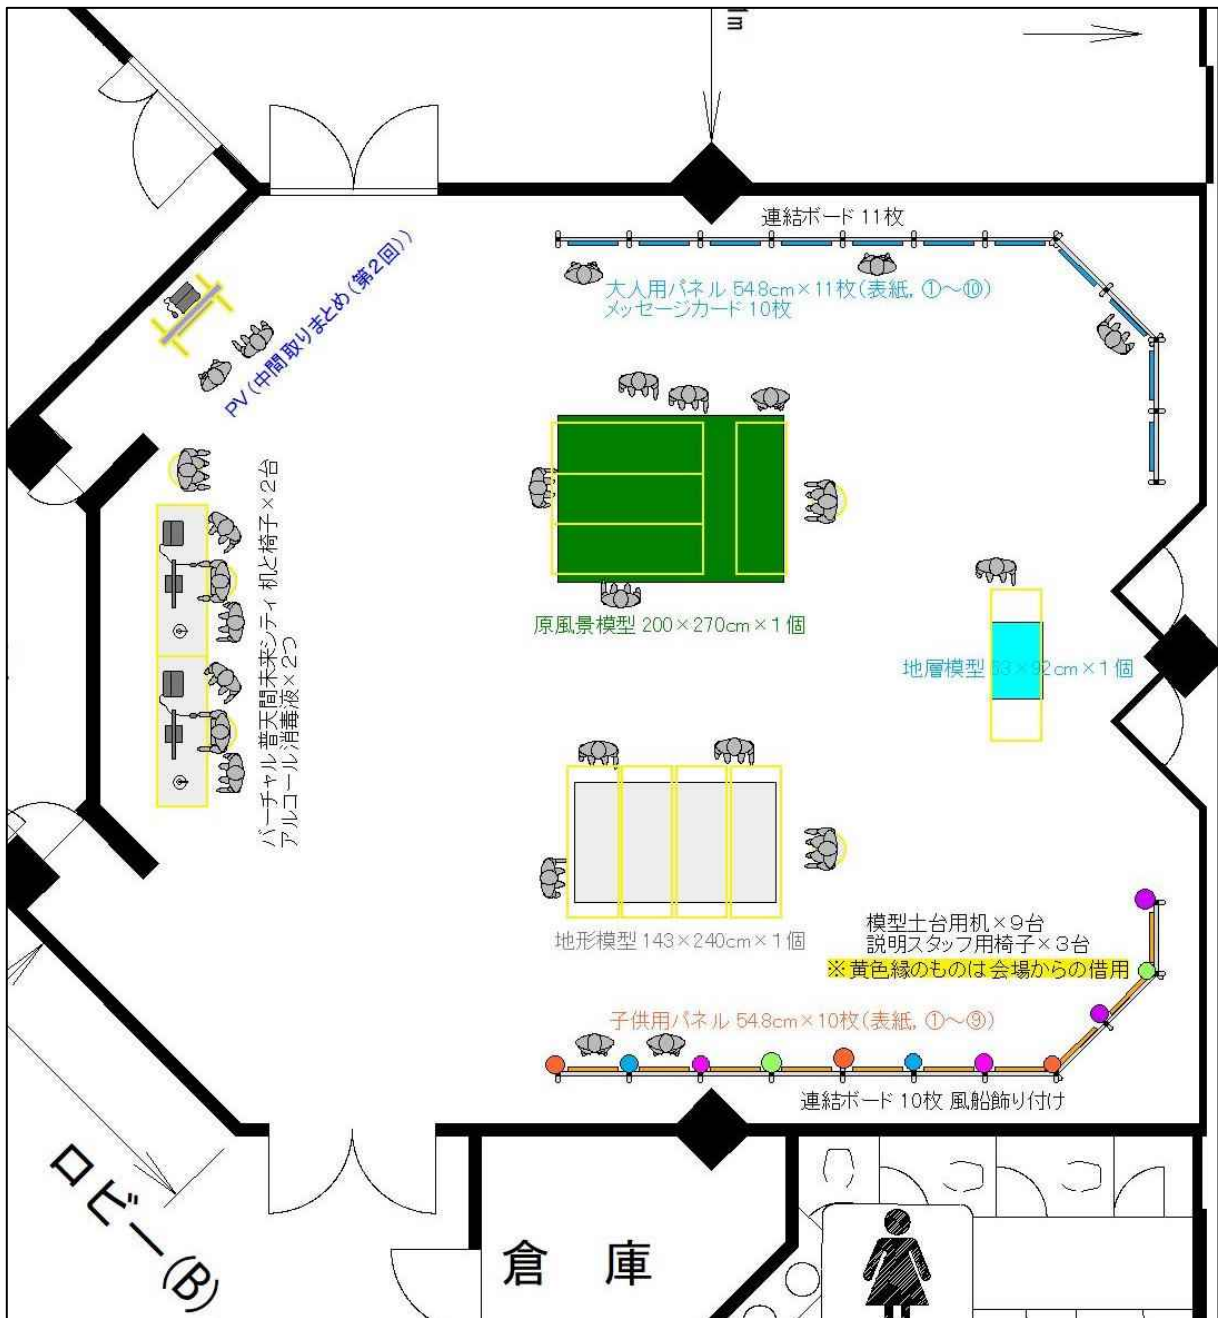 1m
連結ボード 11枚
大人用パネル 54.8cm×11枚(表紙, ①～⑩)
メッセージカード 10枚
PV(中間取りまとめ(第2回))
バーチャル普天間未来シティ 机と椅子×2台
アルコール消毒液×2つ
原風景模型 200×270cm×1個
地層模型 63×92cm×1個
地形模型 143×240cm×1個
模型土台用机×9台
説明スタッフ用椅子×3台
※黄色縁のものは会場からの借用
子供用パネル 54.8cm×10枚(表紙, ①～⑨)
連結ボード 10枚 風船飾り付け
ロビー(B)
倉 庫